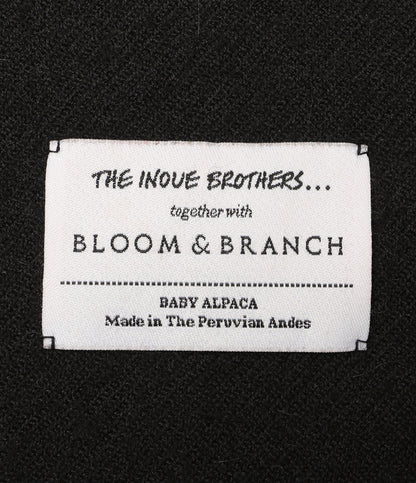 THE INOUE BROTHERS...
together with
BLOOM & BRANCH
BABY ALPACA
Made in The Peruvian Andes